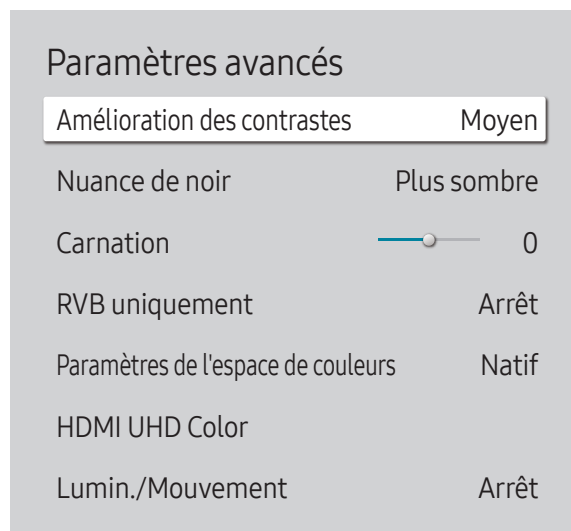 Paramètres avancés
Amélioration des contrastes Moyen
Nuance de noir Plus sombre
Carnation 0
RVB uniquement Arrêt
Paramètres de l'espace de couleurs Natif
HDMI UHD Color
Lumin./Mouvement Arrêt